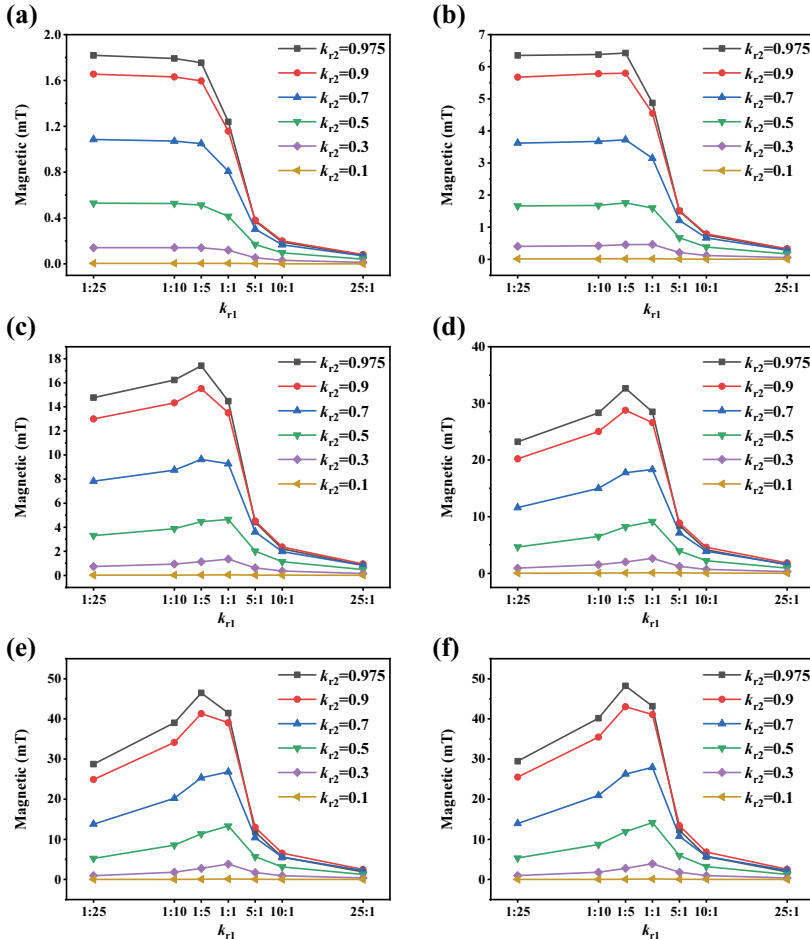 (a)
2.0
1.6
1.2
0.8
0.4
0.0
Magnetic (mT)
1:25 1:10 1:5 1:1 5:1 10:1 25:1
kr1
kr2=0.975
kr2=0.9
kr2=0.7
kr2=0.5
kr2=0.3
kr2=0.1
(b)
7
6
5
4
3
2
1
0
Magnetic (mT)
1:25 1:10 1:5 1:1 5:1 10:1 25:1
kr1
kr2=0.975
kr2=0.9
kr2=0.7
kr2=0.5
kr2=0.3
kr2=0.1
(c)
18
16
14
12
10
8
6
4
2
0
Magnetic (mT)
1:25 1:10 1:5 1:1 5:1 10:1 25:1
kr1
kr2=0.975
kr2=0.9
kr2=0.7
kr2=0.5
kr2=0.3
kr2=0.1
(d)
40
30
20
10
0
Magnetic (mT)
1:25 1:10 1:5 1:1 5:1 10:1 25:1
kr1
kr2=0.975
kr2=0.9
kr2=0.7
kr2=0.5
kr2=0.3
kr2=0.1
(e)
50
40
30
20
10
0
Magnetic (mT)
1:25 1:10 1:5 1:1 5:1 10:1 25:1
kr1
kr2=0.975
kr2=0.9
kr2=0.7
kr2=0.5
kr2=0.3
kr2=0.1
(f)
50
40
30
20
10
0
Magnetic (mT)
1:25 1:10 1:5 1:1 5:1 10:1 25:1
kr1
kr2=0.975
kr2=0.9
kr2=0.7
kr2=0.5
kr2=0.3
kr2=0.1